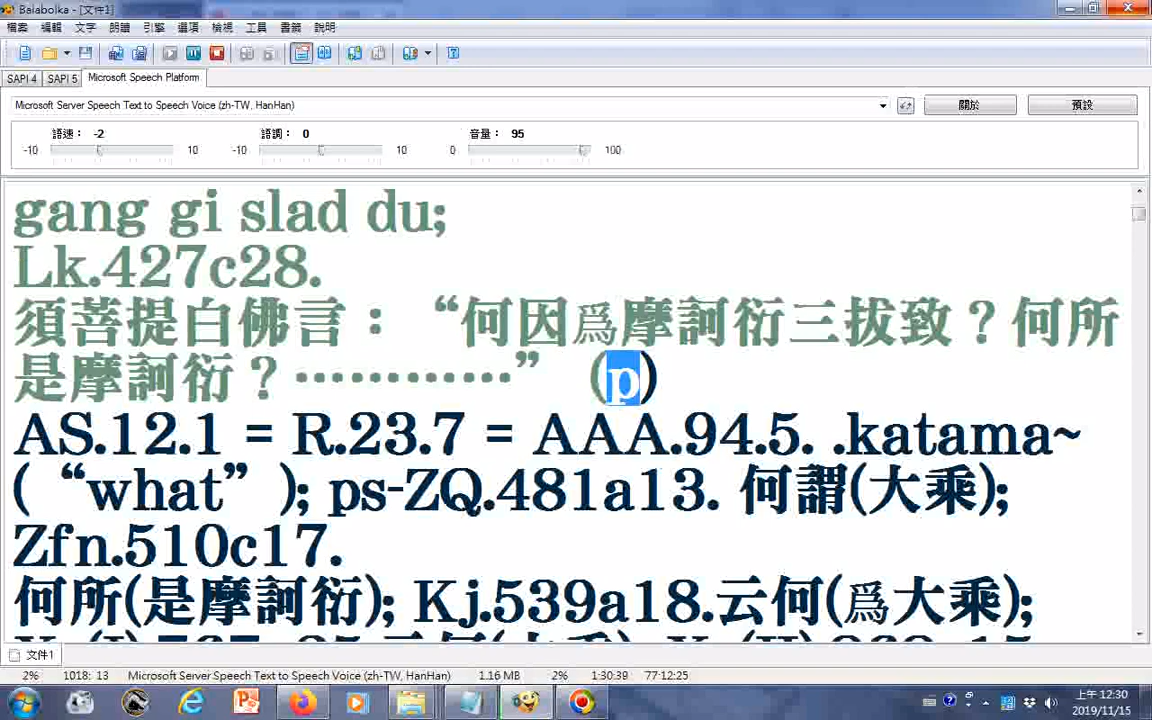 Balabolka - [文件1]
檔案 編輯 文字 朗讀 引擎 選項 檢視 工具 書籤 說明
SAPI 4 SAPI 5 Microsoft Speech Platform
Microsoft Server Speech Text to Speech Voice (zh-TW, HanHan) 關於 預設
語速： -2 語調： 0 音量： 95
-10 10 -10 10 0 100
gang gi slad du;
Lk.427c28.
須菩提白佛言：“何因爲摩訶衍三拔致？何所
是摩訶衍？…………” (p)
AS.12.1 = R.23.7 = AAA.94.5. .katama~
(“what”); ps-ZQ.481a13. 何謂(大乘);
Zfn.510c17.
何所(是摩訶衍); Kj.539a18.云何(爲大乘);
文件1
2% 1018: 13 Microsoft Server Speech Text to Speech Voice (zh-TW, HanHan) 1.16 MB 2% 1:30:39 77:12:25
上午 12:30
2019/11/15